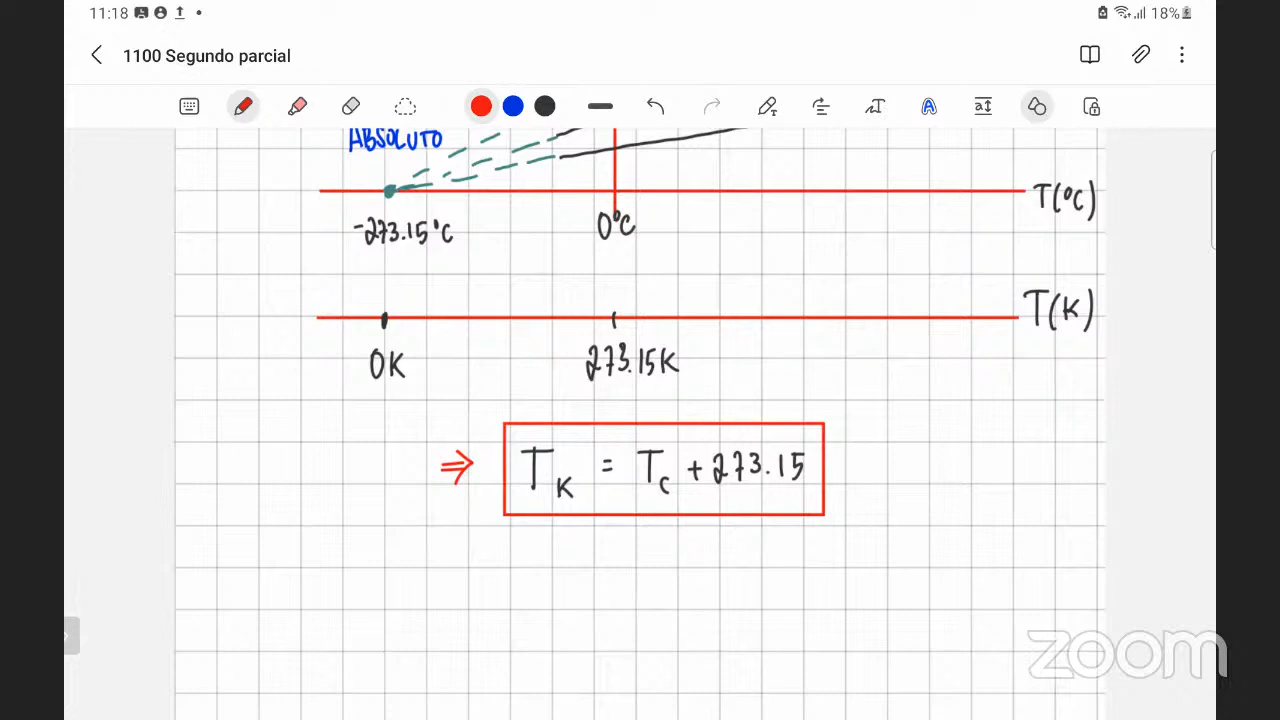 11:18
18%
1100 Segundo parcial
ABSOLUTO
T(°C)
-273.15°C
0°C
T(K)
0K
273.15K
⇒ T_K = T_C + 273.15
zoom